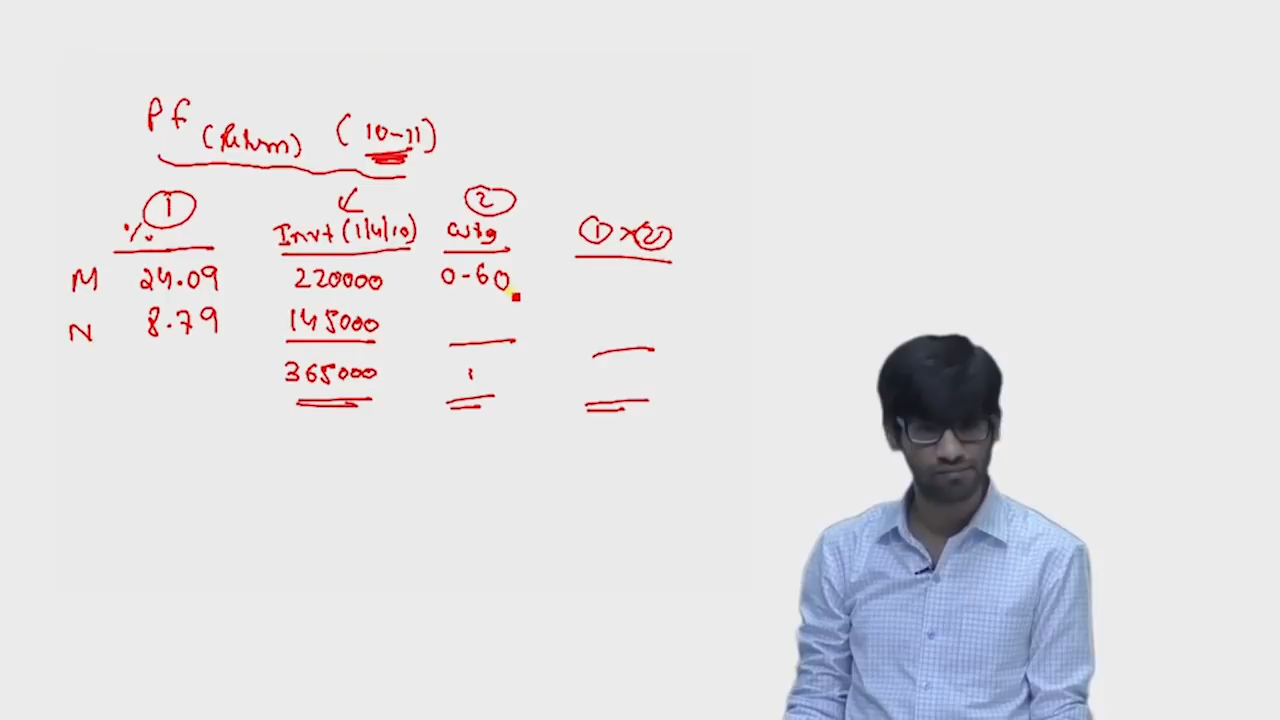 Pf (Return) (10-11)
① ②
% Invt (1/4/10) wtg ① × ②
M 24.09 220000 0-60
N 8.79 145000
365000 1